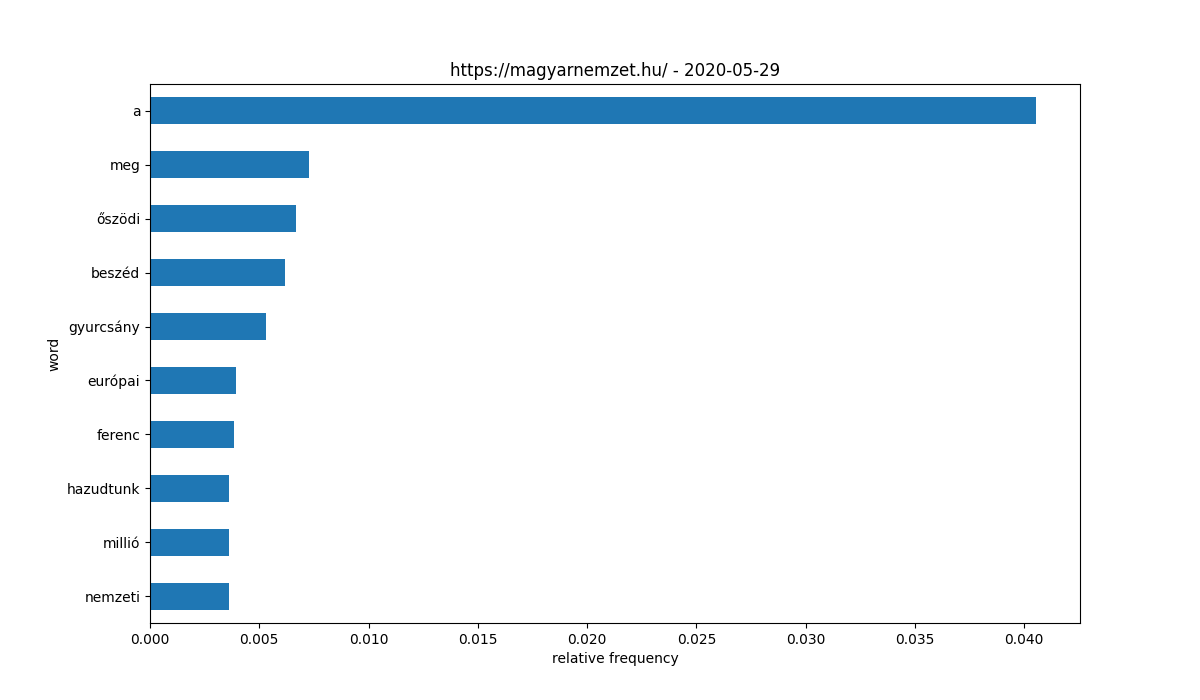 https://magyarnemzet.hu/ - 2020-05-29
a
meg
őszödi
beszéd
gyurcsány
európai
ferenc
hazudtunk
millió
nemzeti
word
0.000 0.005 0.010 0.015 0.020 0.025 0.030 0.035 0.040
relative frequency